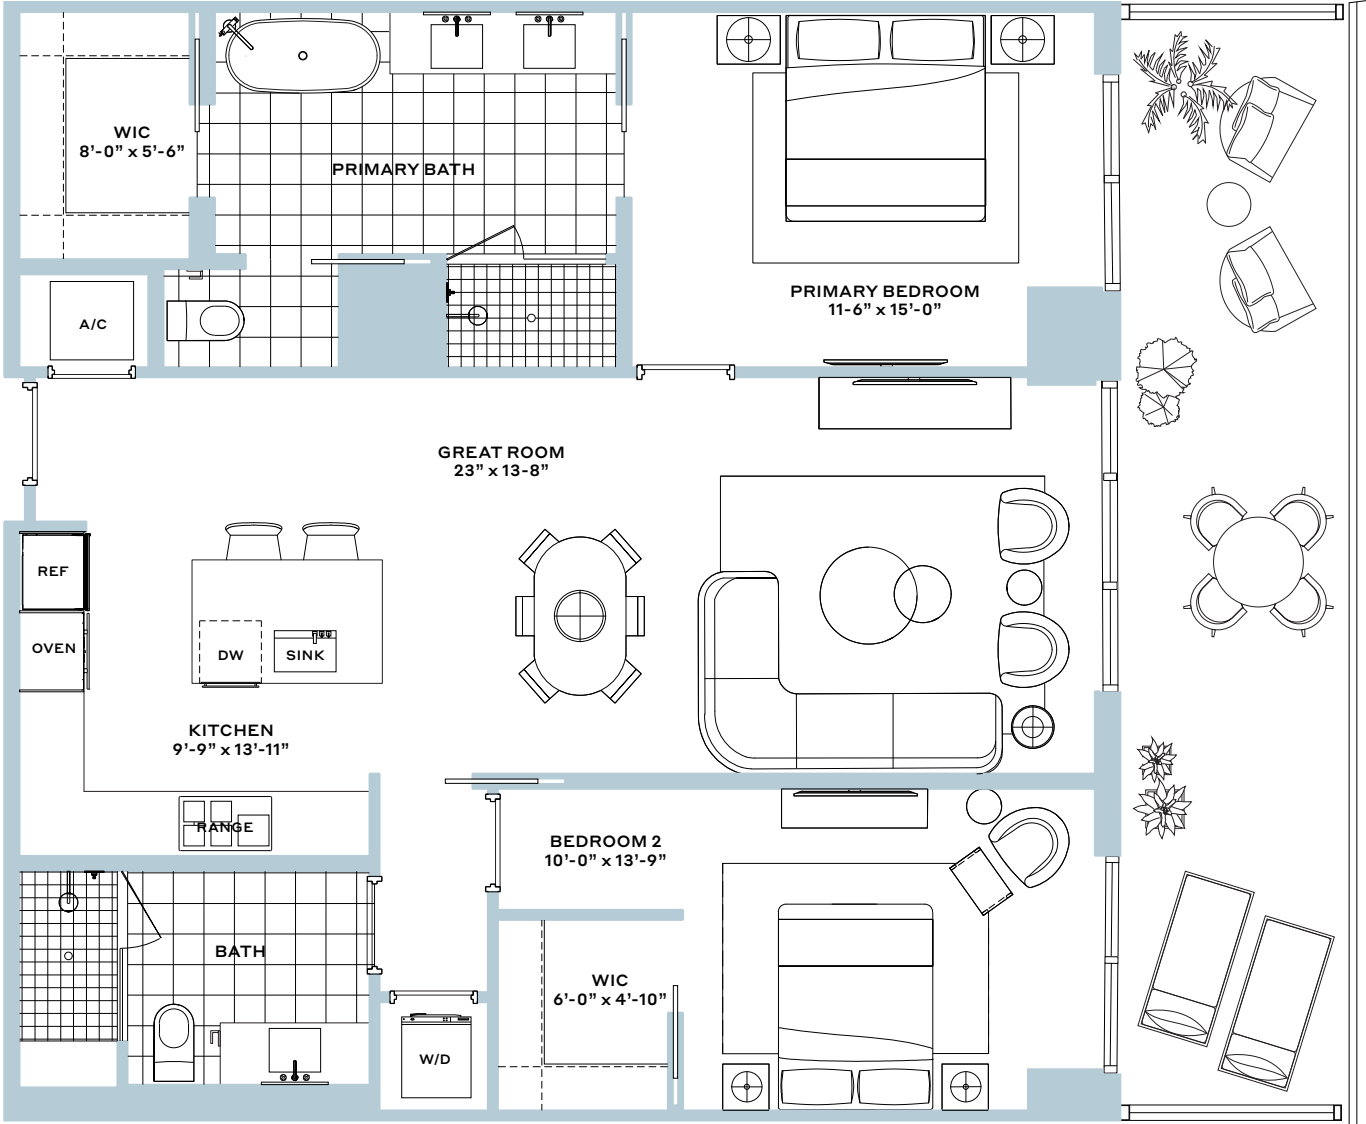 WIC
8’-0” x 5’-6”
PRIMARY BATH
A/C
PRIMARY BEDROOM
11-6” x 15’-0”
GREAT ROOM
23” x 13-8”
REF
OVEN
DW
SINK
KITCHEN
9’-9” x 13’-11”
RANGE
BEDROOM 2
10’-0” x 13’-9”
BATH
WIC
6’-0” x 4’-10”
W/D